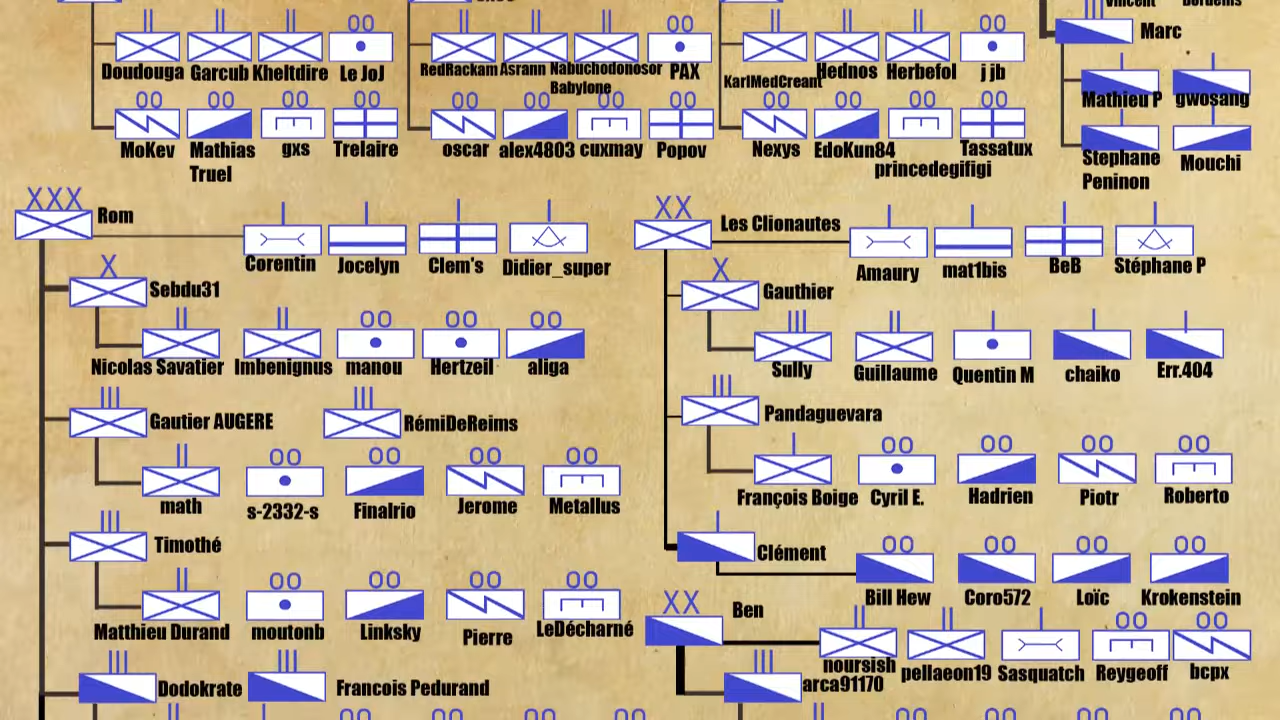 Marc
Doudouga Garcub Kheltdire Le JoJ
RedRackam Asrann Nabuchodonosor PAX
Babylone
KarlMedCreant Hednos Herbefol j jb
Mathieu P gwosang
MoKev Mathias gxs Trelaire
Truel
oscar alex4803 cuxmay Popov
Nexys EdoKun84 Tassatux
princedegifigi
Stephane Mouchi
Peninon
XXX
Rom
Corentin Jocelyn Clem's Didier_super
X
Sebdu31
Nicolas Savatier Imbenignus manou Hertzeil aliga
Gautier AUGERE RémiDeReims
math s-2332-s Finalrio Jerome Metallus
Timothé
Matthieu Durand moutonb Linksky Pierre LeDécharné
Dodokrate Francois Pedurand
XX
Les Clionautes
Amaury mat1bis BeB Stéphane P
X
Gauthier
Sully Guillaume Quentin M chaiko Err.404
Pandaguevara
François Boige Cyril E. Hadrien Piotr Roberto
Clément
Bill Hew Coro572 Loïc Krokenstein
XX
Ben
noursish pellaeon19 Sasquatch Reygeoff bcpx
arca91170